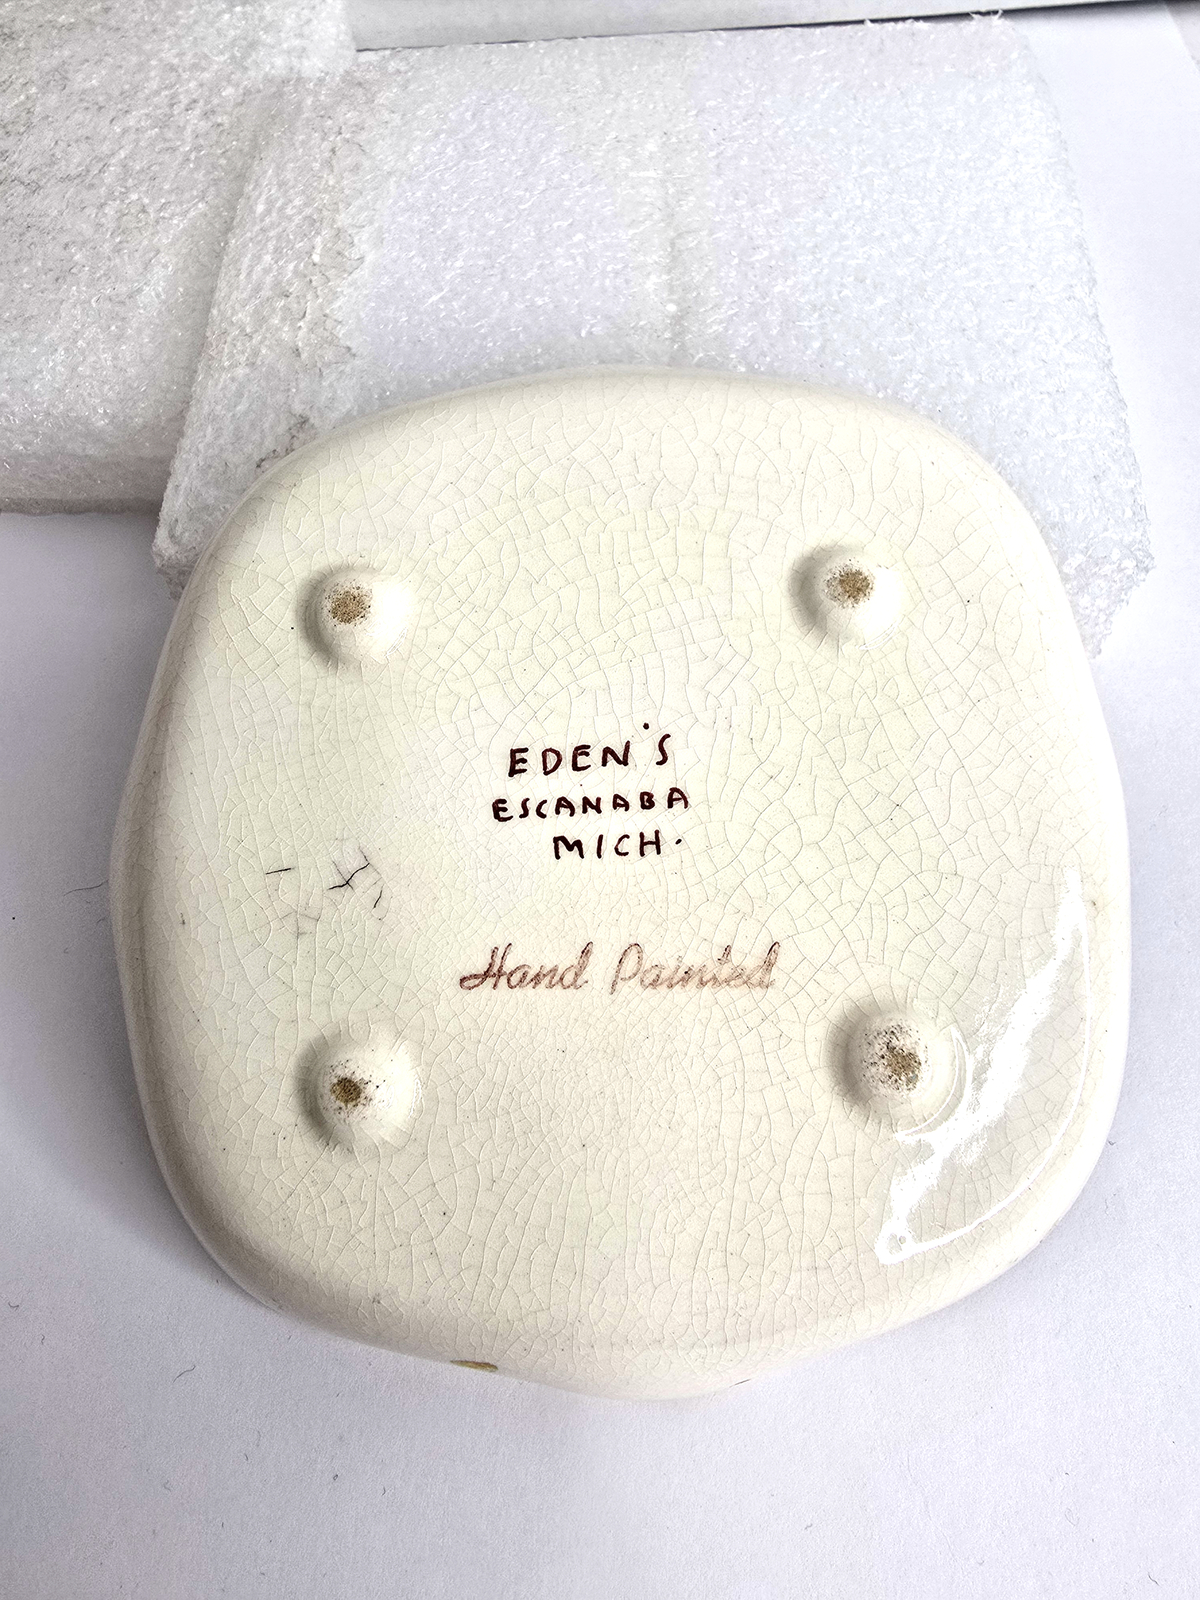 EDEN'S
ESCANABA
MICH.
Hand Painted